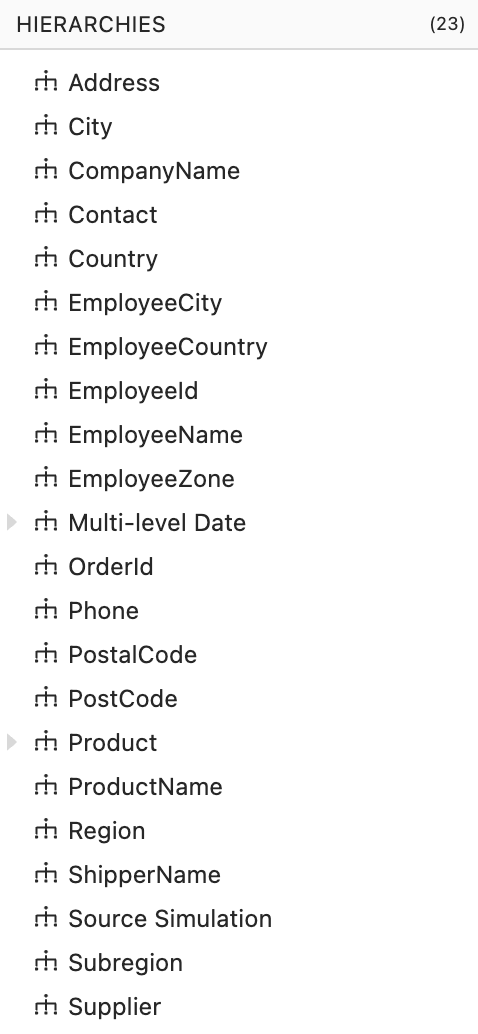 HIERARCHIES (23)
Address
City
CompanyName
Contact
Country
EmployeeCity
EmployeeCountry
EmployeeId
EmployeeName
EmployeeZone
Multi-level Date
OrderId
Phone
PostalCode
PostCode
Product
ProductName
Region
ShipperName
Source Simulation
Subregion
Supplier